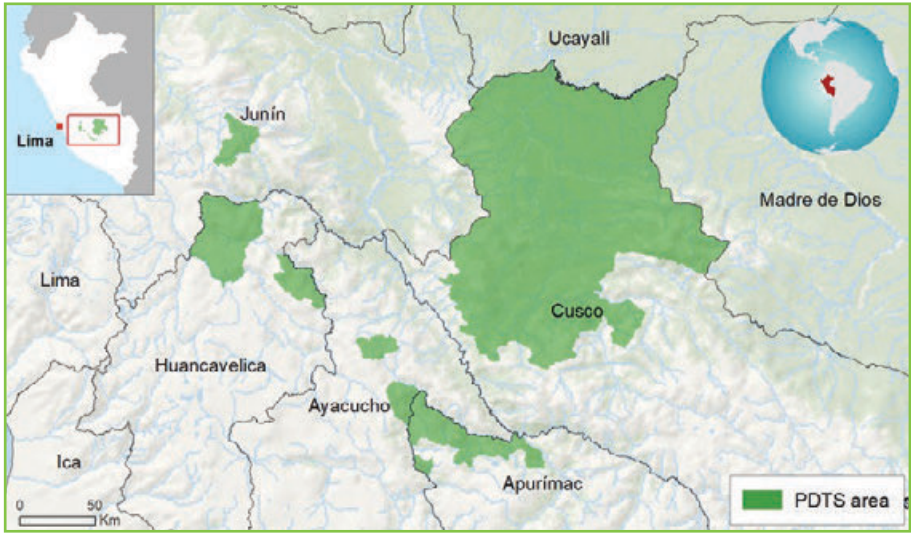 Lima
Ucayali
Junín
Madre de Dios
Lima
Cusco
Huancavelica
Ayacucho
Ica
Apurímac
0 50
Km
PDTS area
s